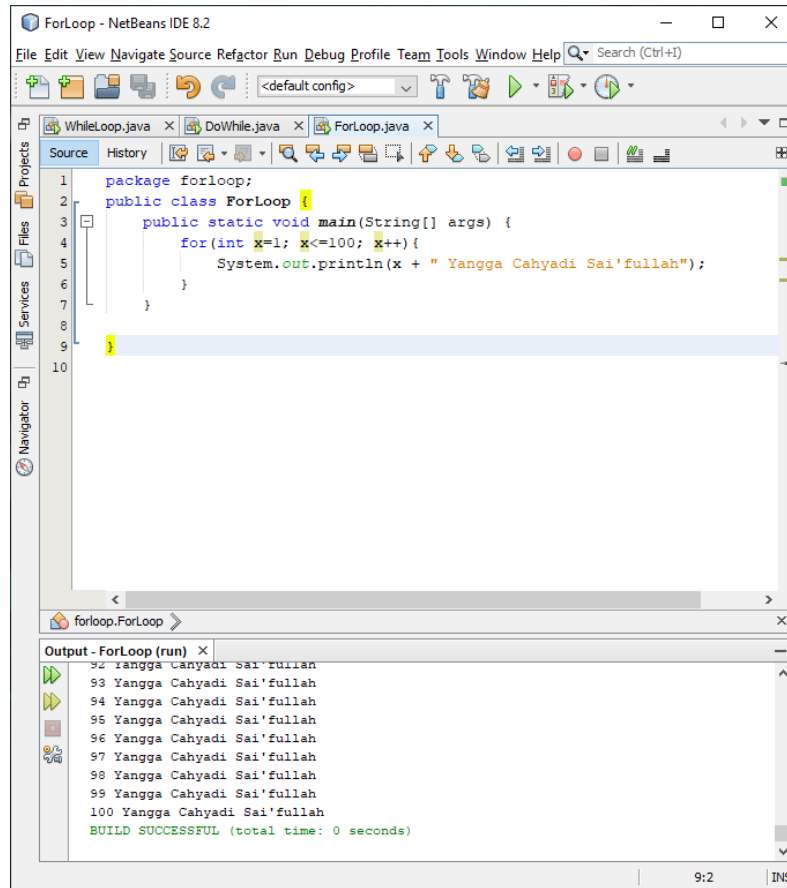 ForLoop - NetBeans IDE 8.2
File Edit View Navigate Source Refactor Run Debug Profile Team Tools Window Help Search (Ctrl+I)
<default config>
WhileLoop.java DoWhile.java ForLoop.java
Source History
Projects
Files
Services
Navigator
1 package forloop;
2 public class ForLoop {
3 public static void main(String[] args) {
4 for(int x=1; x<=100; x++){
5 System.out.println(x + " Yangga Cahyadi Sai'fullah");
6 }
7 }
8
9 }
10
forloop.ForLoop
Output - ForLoop (run)
92 Yangga Cahyadi Sai'fullah
93 Yangga Cahyadi Sai'fullah
94 Yangga Cahyadi Sai'fullah
95 Yangga Cahyadi Sai'fullah
96 Yangga Cahyadi Sai'fullah
97 Yangga Cahyadi Sai'fullah
98 Yangga Cahyadi Sai'fullah
99 Yangga Cahyadi Sai'fullah
100 Yangga Cahyadi Sai'fullah
BUILD SUCCESSFUL (total time: 0 seconds)
9:2 INS